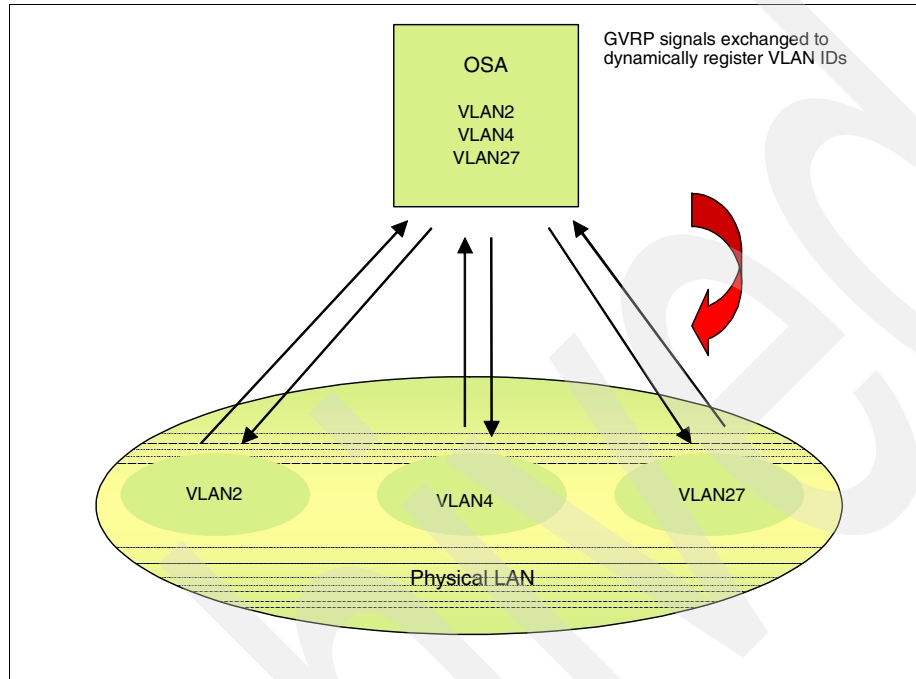 OSA
VLAN2
VLAN4
VLAN27
GVRP signals exchanged to
dynamically register VLAN IDs
VLAN2
VLAN4
VLAN27
Physical LAN